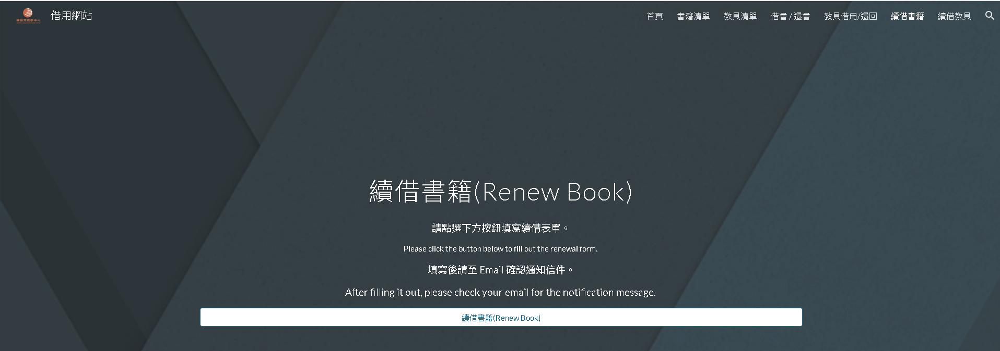 借用網站
首頁 書籍清單 教具清單 借書 / 還書 教具借用/還回 續借書籍 續借教具
續借書籍(Renew Book)
請點選下方按鈕填寫續借表單。
Please click the button below to fill out the renewal form.
填寫後請至 Email 確認通知信件。
After filling it out, please check your email for the notification message.
續借書籍(Renew Book)